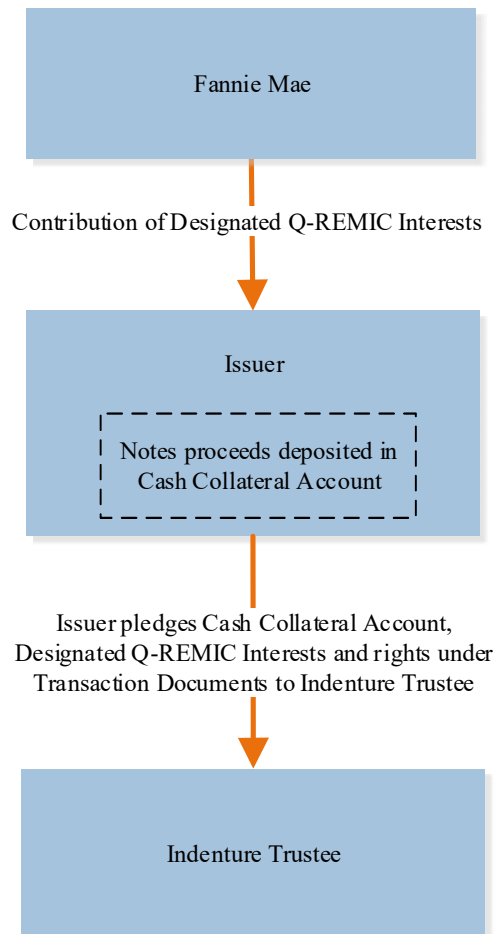 Fannie Mae
Contribution of Designated Q-REMIC Interests
Issuer
Notes proceeds deposited in
Cash Collateral Account
Issuer pledges Cash Collateral Account,
Designated Q-REMIC Interests and rights under
Transaction Documents to Indenture Trustee
Indenture Trustee